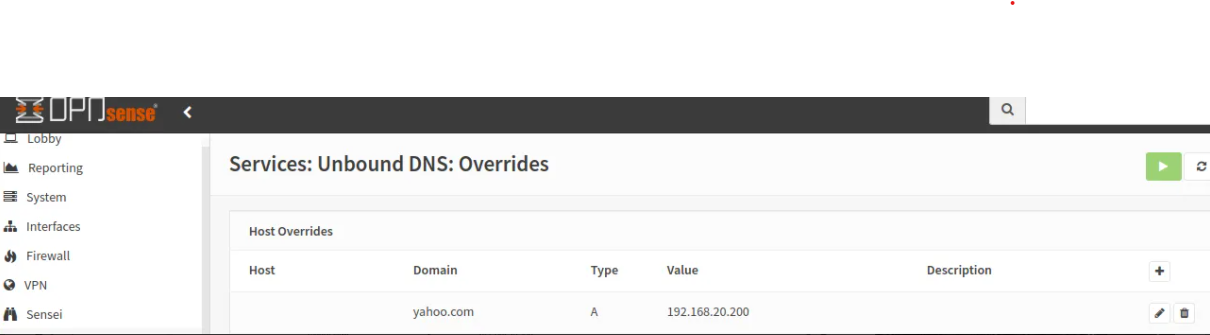 OPNsense
Lobby
Reporting
System
Interfaces
Firewall
VPN
Sensei
Services: Unbound DNS: Overrides
Host Overrides
Host Domain Type Value Description
yahoo.com A 192.168.20.200